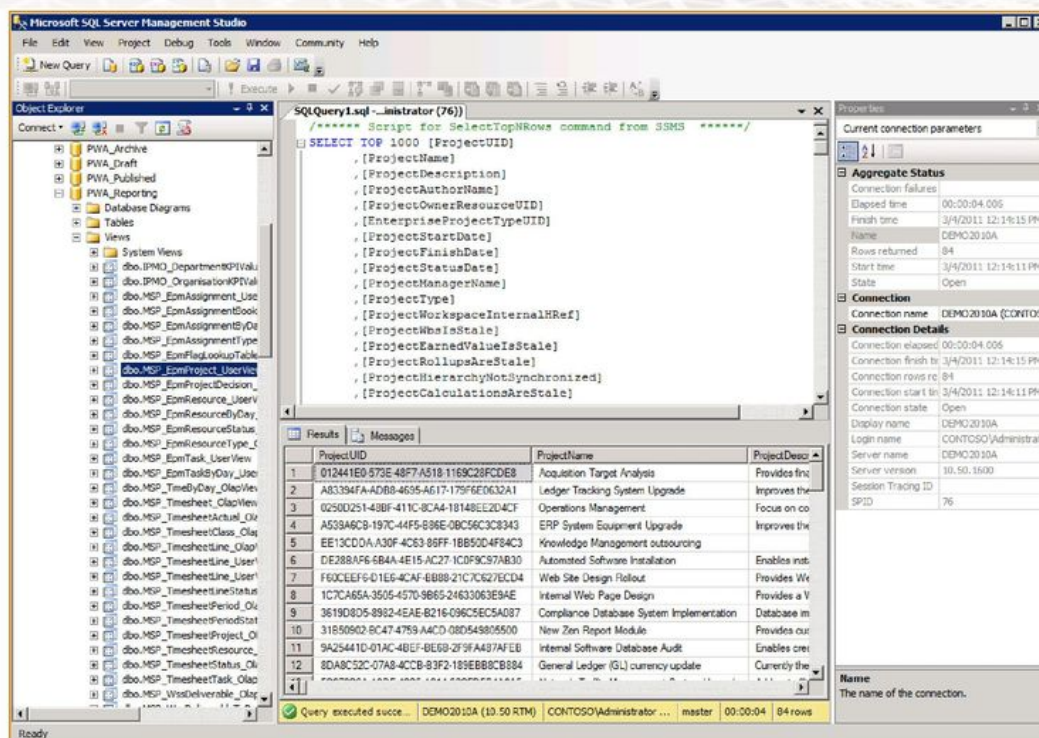 Microsoft SQL Server Management Studio
File Edit View Project Debug Tools Window Community Help
New Query
Execute
Object Explorer
Connect
PWA_Archive
PWA_Draft
PWA_Published
PWA_Reporting
Database Diagrams
Tables
Views
System Views
dbo.IPMO_DepartmentKPIValu
dbo.IPMO_OrganisationKPIVal
dbo.MSP_EpmAssignment_Use
dbo.MSP_EpmAssignmentBook
dbo.MSP_EpmAssignmentByDa
dbo.MSP_EpmAssignmentType
dbo.MSP_EpmFlagLookupTable
dbo.MSP_EpmProject_UserVie
dbo.MSP_EpmProjectDecision_
dbo.MSP_EpmResource_UserV
dbo.MSP_EpmResourceByDay_
dbo.MSP_EpmResourceStatus_
dbo.MSP_EpmResourceType_O
dbo.MSP_EpmTask_UserView
dbo.MSP_EpmTaskByDay_Use
dbo.MSP_TimeByDay_OlapView
dbo.MSP_Timesheet_OlapView
dbo.MSP_TimesheetActual_Ola
dbo.MSP_TimesheetClass_Olap
dbo.MSP_TimesheetLine_OlapV
dbo.MSP_TimesheetLine_UserV
dbo.MSP_TimesheetLine_UserV
dbo.MSP_TimesheetLineStatus
dbo.MSP_TimesheetPeriod_Ola
dbo.MSP_TimesheetPeriodStat
dbo.MSP_TimesheetProject_Ol
dbo.MSP_TimesheetResource_
dbo.MSP_TimesheetStatus_Ola
dbo.MSP_TimesheetTask_Olap
dbo.MSP_WssDeliverable_Olap
SQLQuery1.sql -...inistrator (76))
/****** Script for SelectTopNRows command from SSMS ******/
SELECT TOP 1000 [ProjectUID]
,[ProjectName]
,[ProjectDescription]
,[ProjectAuthorName]
,[ProjectOwnerResourceUID]
,[EnterpriseProjectTypeUID]
,[ProjectStartDate]
,[ProjectFinishDate]
,[ProjectStatusDate]
,[ProjectManagerName]
,[ProjectType]
,[ProjectWorkspaceInternalHRef]
,[ProjectWbsIsStale]
,[ProjectEarnedValueIsStale]
,[ProjectRollupsAreStale]
,[ProjectHierarchyNotSynchronized]
,[ProjectCalculationsAreStale]
Results Messages
ProjectUID ProjectName ProjectDescr
1 012441E0-573E-48F7-A518-1169C28FCDE8 Acquisition Target Analysis Provides fina
2 A83394FA-ADB8-4695-A617-179F6E0632A1 Ledger Tracking System Upgrade Improves the
3 0250D251-48BF-411C-8CA4-18148EE2D4CF Operations Management Focus on co
4 A539A6CB-197C-44F5-B86E-0BC56C3C8343 ERP System Equipment Upgrade Improves the
5 EE13CDDA-A30F-4C63-86FF-1BB50D4F84C3 Knowledge Management outsourcing
6 DE288AF6-6B4A-4E15-AC27-1C0F9C97AB30 Automated Software Installation Enables inst
7 F60CEEF6-D1E6-4CAF-BB88-21C7C627ECD4 Web Site Design Rollout Provides We
8 1C7CA65A-3505-4570-9B65-24633063E9AE Internal Web Page Design Provides a V
9 3619D8D5-8982-4EAE-B216-096C5EC5A087 Compliance Database System Implementation Database im
10 31B50902-BC47-4759-A4CD-08D549805500 New Zen Report Module Provides cus
11 9A25441D-01AC-4BEF-BE6B-2F9FA487AFEB Internal Software Database Audit Enables crea
12 8DA8C52C-07A8-4CCB-B3F2-189EBB8CB884 General Ledger (GL) currency update Currently the
Query executed succe... DEMO2010A (10.50 RTM) CONTOSO\Administrator ... master 00:00:04 84 rows
Properties
Current connection parameters
Aggregate Status
Connection failures
Elapsed time 00:00:04.006
Finish time 3/4/2011 12:14:15 PM
Name DEMO2010A
Rows returned 84
Start time 3/4/2011 12:14:11 PM
State Open
Connection
Connection name DEMO2010A (CONTOS
Connection Details
Connection elapsed 00:00:04.006
Connection finish tir 3/4/2011 12:14:15 PM
Connection rows re 84
Connection start tin 3/4/2011 12:14:11 PM
Connection state Open
Display name DEMO2010A
Login name CONTOSO\Administra
Server name DEMO2010A
Server version 10.50.1600
Session Tracing ID
SPID 76
Name
The name of the connection.
Ready